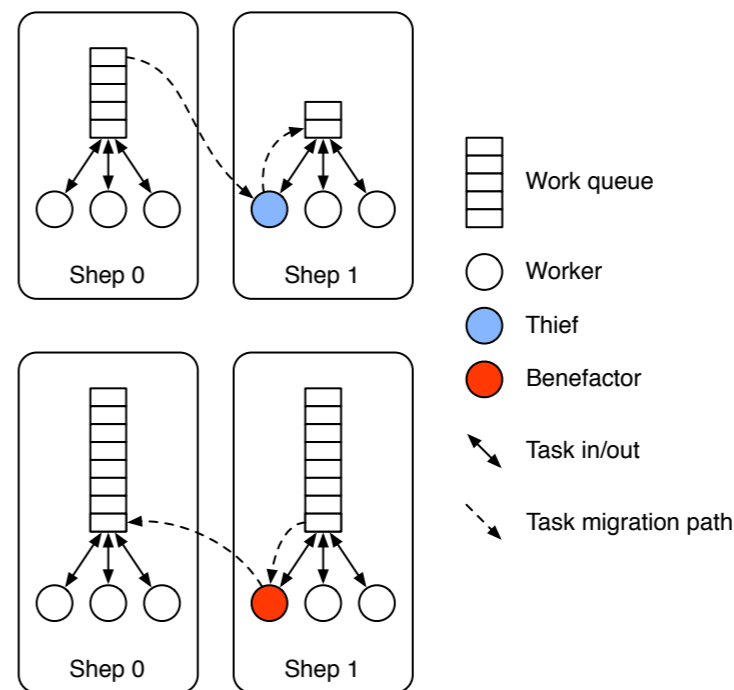 Shep 0
Shep 1
Work queue
Worker
Thief
Benefactor
Task in/out
Task migration path
Shep 0
Shep 1